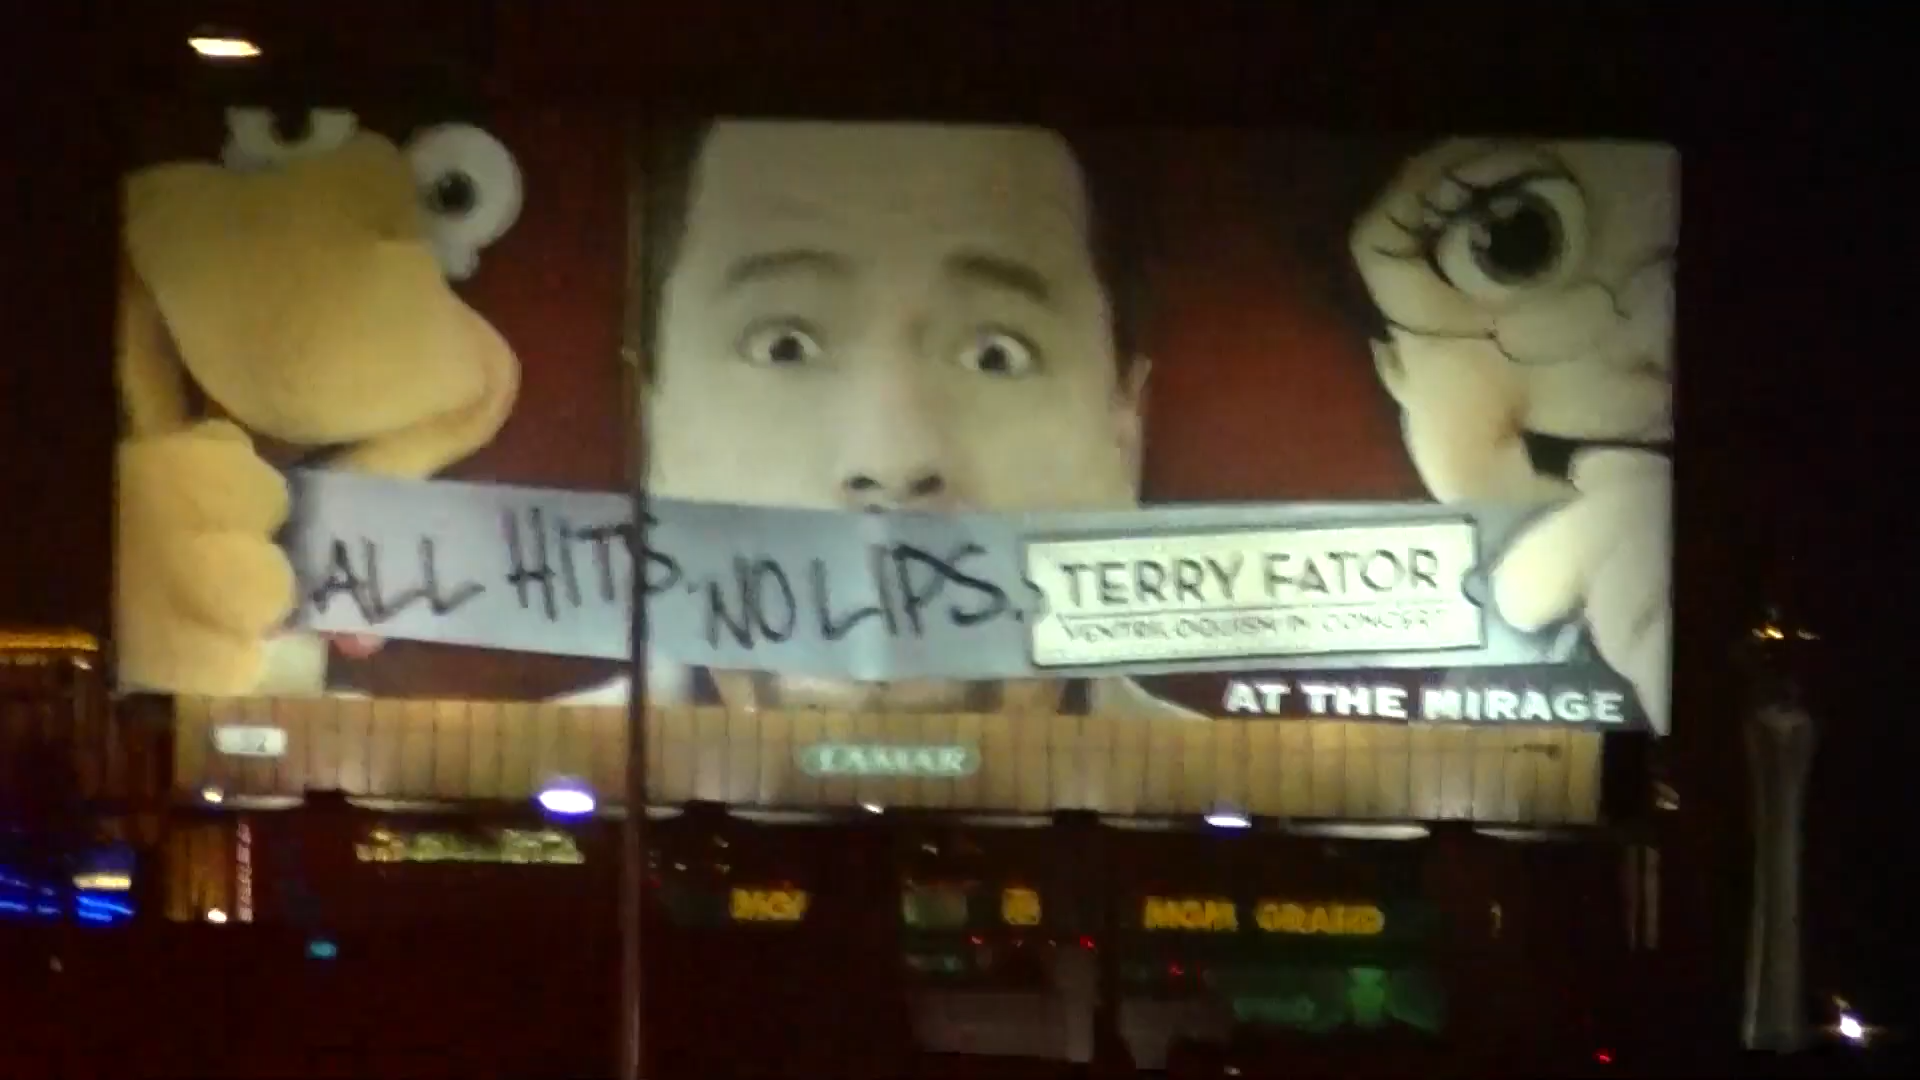 ALL HITS. NO LIPS.
TERRY FATOR
VENTRILOQUISM IN CONCERT
AT THE MIRAGE
LAMAR
MGM GRAND